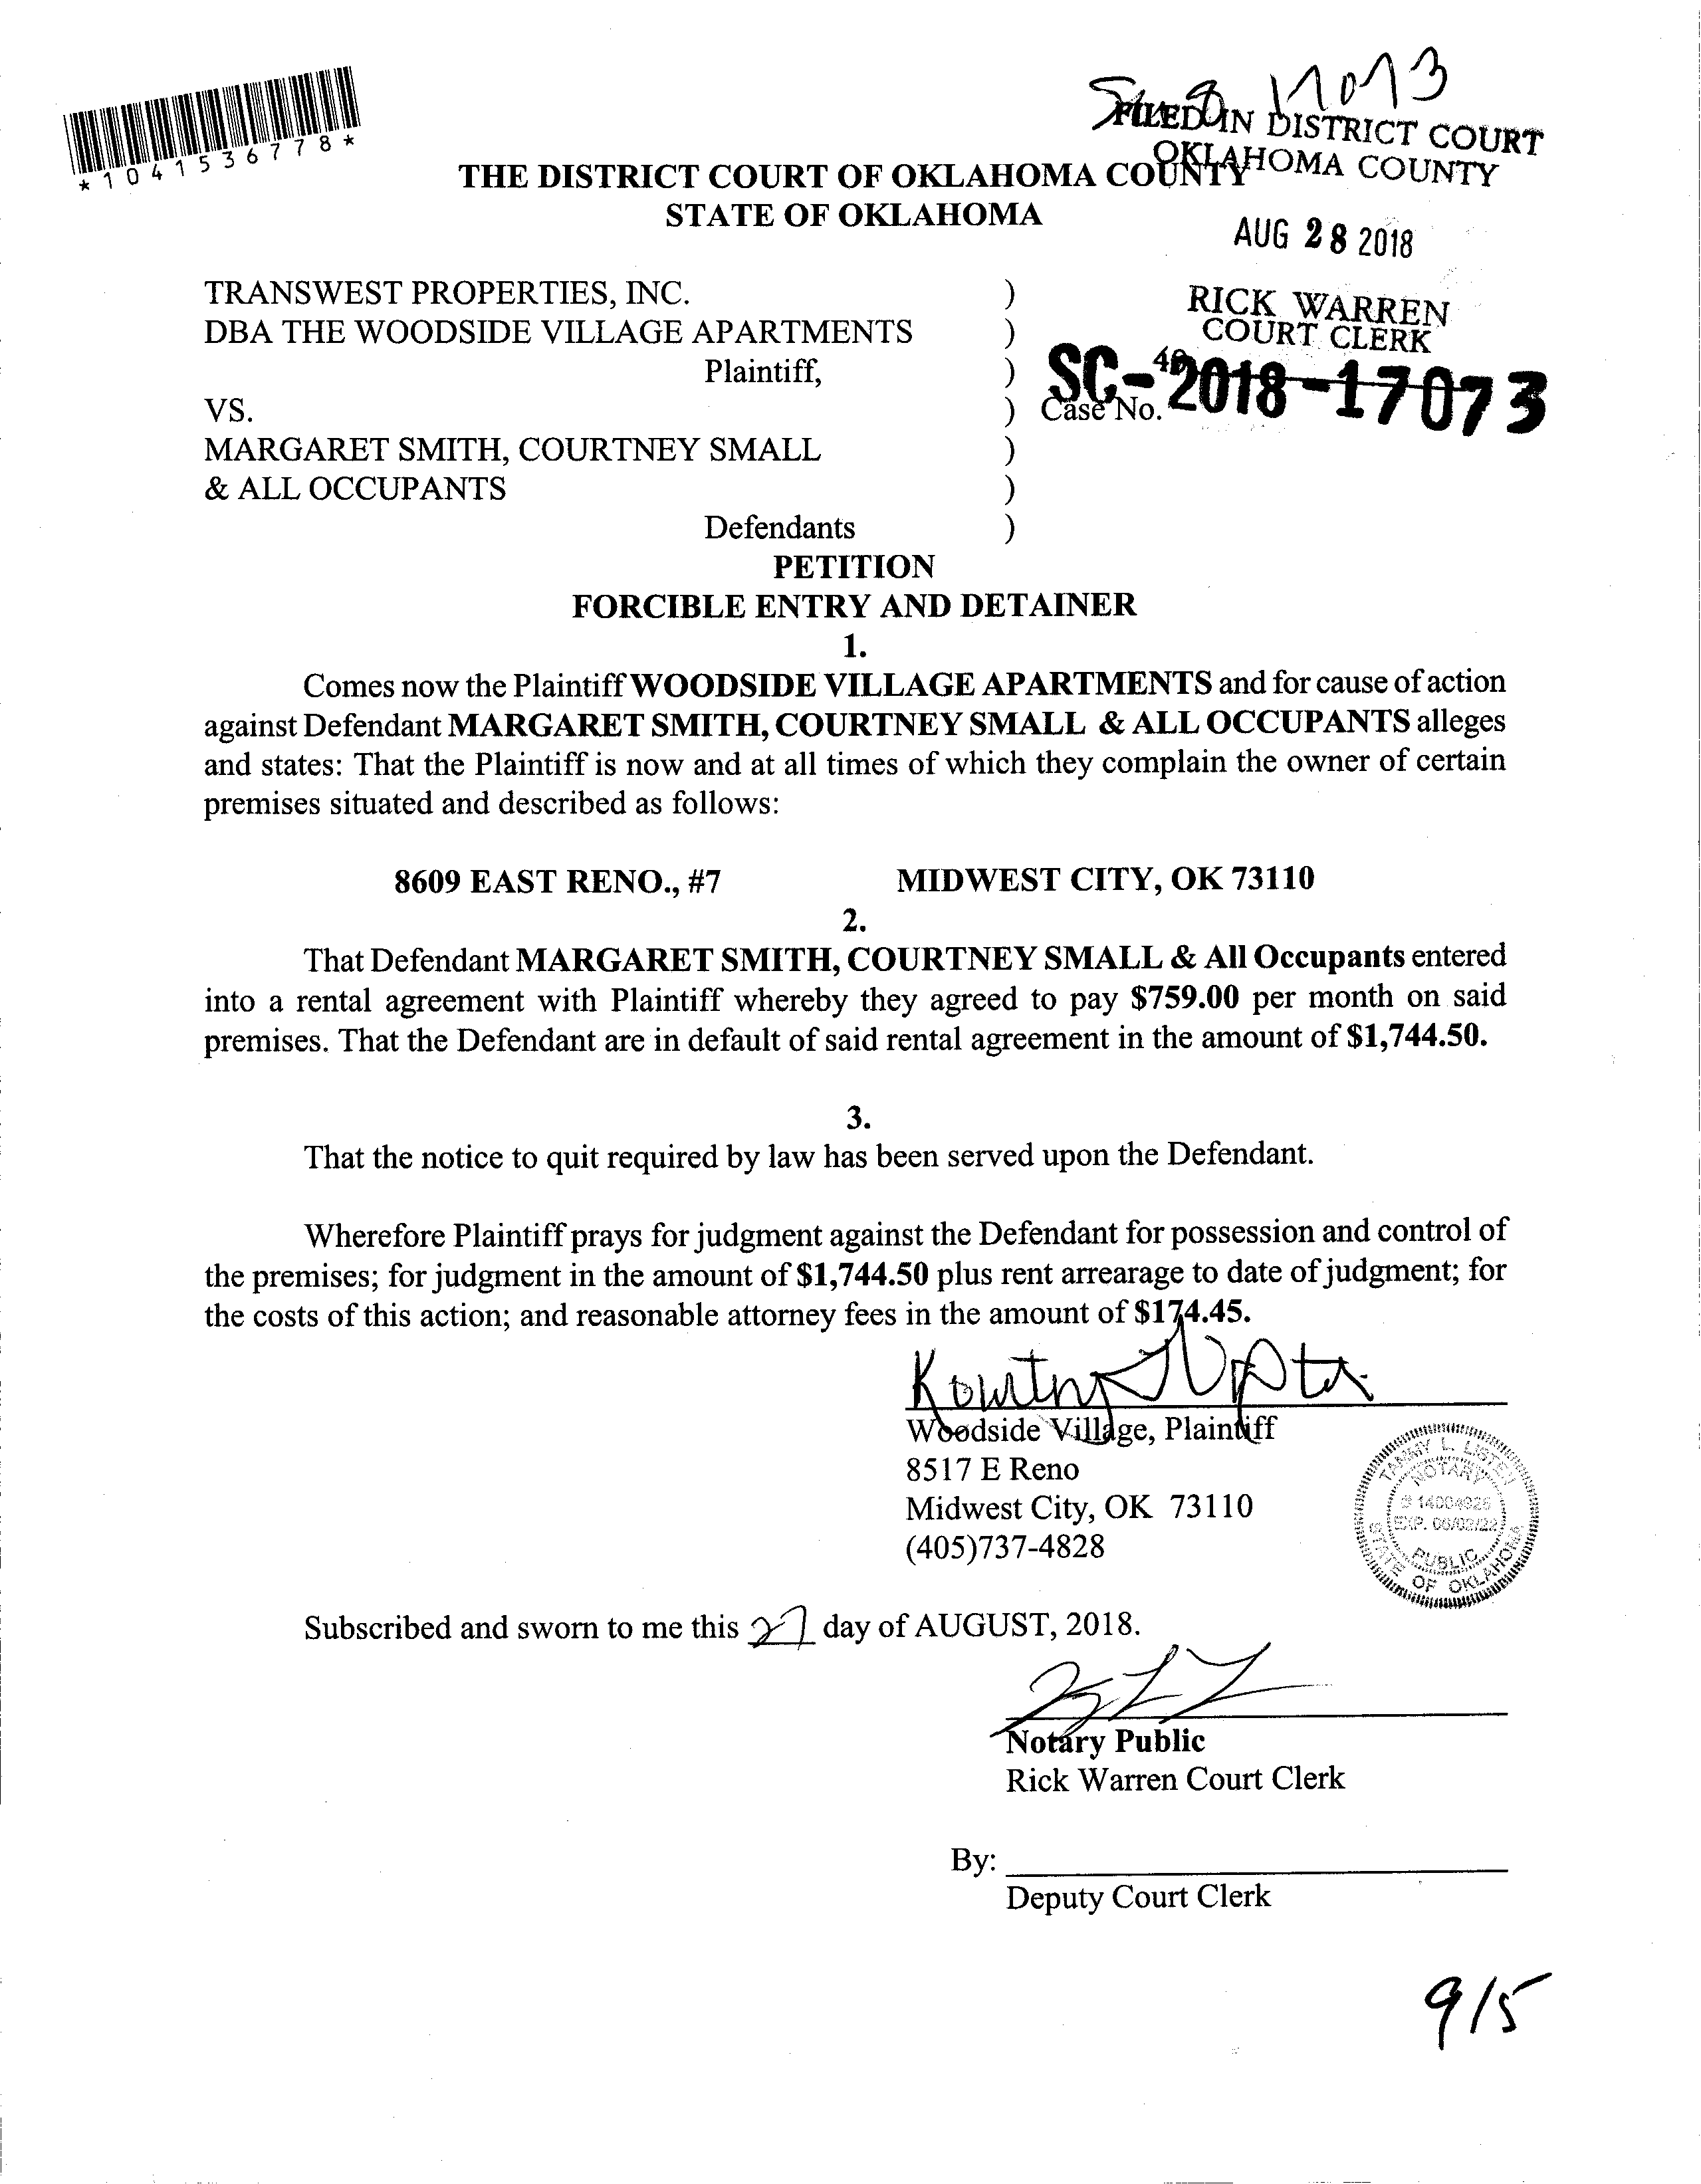 *1041536778*
FILED IN DISTRICT COURT
OKLAHOMA COUNTY
THE DISTRICT COURT OF OKLAHOMA COUNTY
STATE OF OKLAHOMA
AUG 28 2018
RICK WARREN
COURT CLERK
TRANSWEST PROPERTIES, INC. )
DBA THE WOODSIDE VILLAGE APARTMENTS )
Plaintiff, )
VS. ) Case No. SC-2018-17073
MARGARET SMITH, COURTNEY SMALL )
& ALL OCCUPANTS )
Defendants )
PETITION
FORCIBLE ENTRY AND DETAINER
1.
Comes now the Plaintiff WOODSIDE VILLAGE APARTMENTS and for cause of action
against Defendant MARGARET SMITH, COURTNEY SMALL & ALL OCCUPANTS alleges
and states: That the Plaintiff is now and at all times of which they complain the owner of certain
premises situated and described as follows:
8609 EAST RENO., #7 MIDWEST CITY, OK 73110
2.
That Defendant MARGARET SMITH, COURTNEY SMALL & All Occupants entered
into a rental agreement with Plaintiff whereby they agreed to pay $759.00 per month on said
premises. That the Defendant are in default of said rental agreement in the amount of $1,744.50.
3.
That the notice to quit required by law has been served upon the Defendant.
Wherefore Plaintiff prays for judgment against the Defendant for possession and control of
the premises; for judgment in the amount of $1,744.50 plus rent arrearage to date of judgment; for
the costs of this action; and reasonable attorney fees in the amount of $174.45.
Woodside Village, Plaintiff
8517 E Reno
Midwest City, OK 73110
(405)737-4828
TAMMY L. LISTEN
NOTARY
# 14004926
EXP. 06/02/22
PUBLIC
STATE OF OKLAHOMA
Subscribed and sworn to me this 27 day of AUGUST, 2018.
Notary Public
Rick Warren Court Clerk
By:
Deputy Court Clerk
9/5